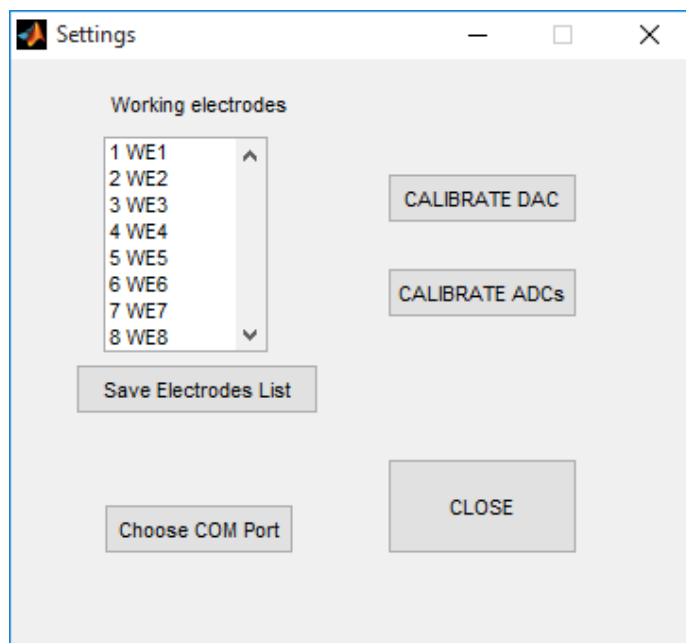 Settings
Working electrodes
1 WE1
2 WE2
3 WE3
4 WE4
5 WE5
6 WE6
7 WE7
8 WE8
Save Electrodes List
Choose COM Port
CALIBRATE DAC
CALIBRATE ADCs
CLOSE